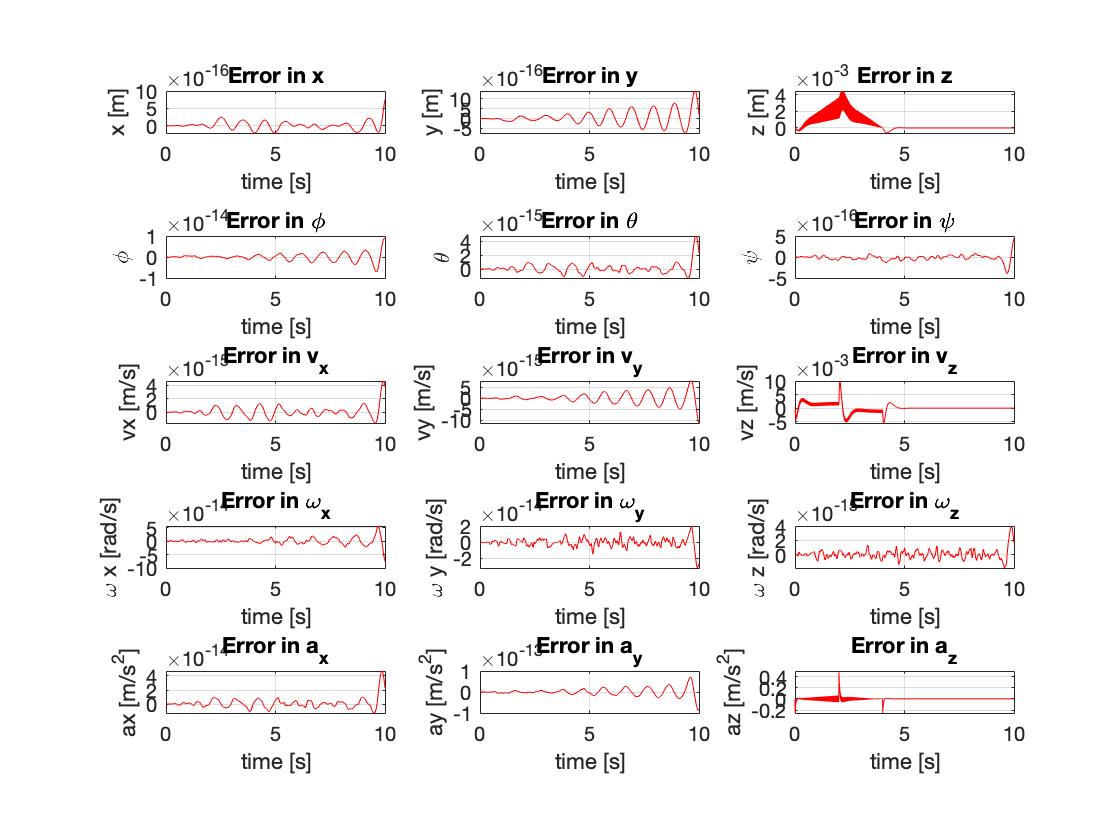 ×10⁻¹⁶ Error in x
x [m]
10
5
0
0 5 10
time [s]
×10⁻¹⁶ Error in y
y [m]
10
5
0
-5
0 5 10
time [s]
×10⁻³ Error in z
z [m]
4
2
0
0 5 10
time [s]
×10⁻¹⁴ Error in ϕ
ϕ
1
0
-1
0 5 10
time [s]
×10⁻¹⁵ Error in θ
θ
4
2
0
0 5 10
time [s]
×10⁻¹⁶ Error in ψ
ψ
5
0
-5
0 5 10
time [s]
×10⁻¹⁵ Error in vₓ
vx [m/s]
4
2
0
0 5 10
time [s]
×10⁻¹⁵ Error in v_y
vy [m/s]
5
0
-5
-10
0 5 10
time [s]
×10⁻³ Error in v_z
vz [m/s]
10
5
0
-5
0 5 10
time [s]
×10⁻¹⁴ Error in ωₓ
ω x [rad/s]
5
0
-5
-10
0 5 10
time [s]
×10⁻¹⁴ Error in ω_y
ω y [rad/s]
2
0
-2
0 5 10
time [s]
×10⁻¹⁵ Error in ω_z
ω z [rad/s]
4
2
0
0 5 10
time [s]
×10⁻¹⁴ Error in aₓ
ax [m/s²]
4
2
0
0 5 10
time [s]
×10⁻¹³ Error in a_y
ay [m/s²]
1
0
-1
0 5 10
time [s]
Error in a_z
az [m/s²]
0.4
0.2
0
-0.2
0 5 10
time [s]